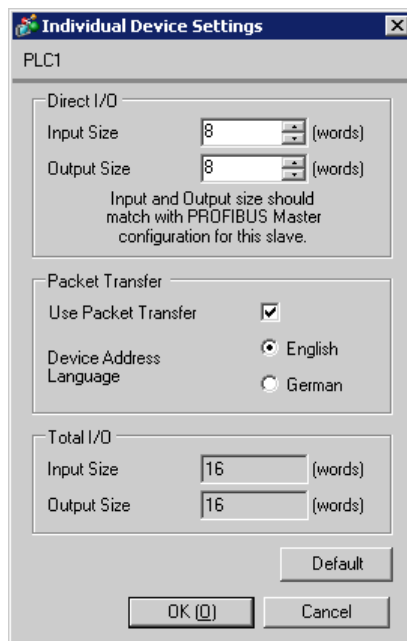 Individual Device Settings
PLC1
Direct I/O
Input Size 8 (words)
Output Size 8 (words)
Input and Output size should
match with PROFIBUS Master
configuration for this slave.
Packet Transfer
Use Packet Transfer
Device Address
Language
English
German
Total I/O
Input Size 16 (words)
Output Size 16 (words)
Default
OK (O) Cancel